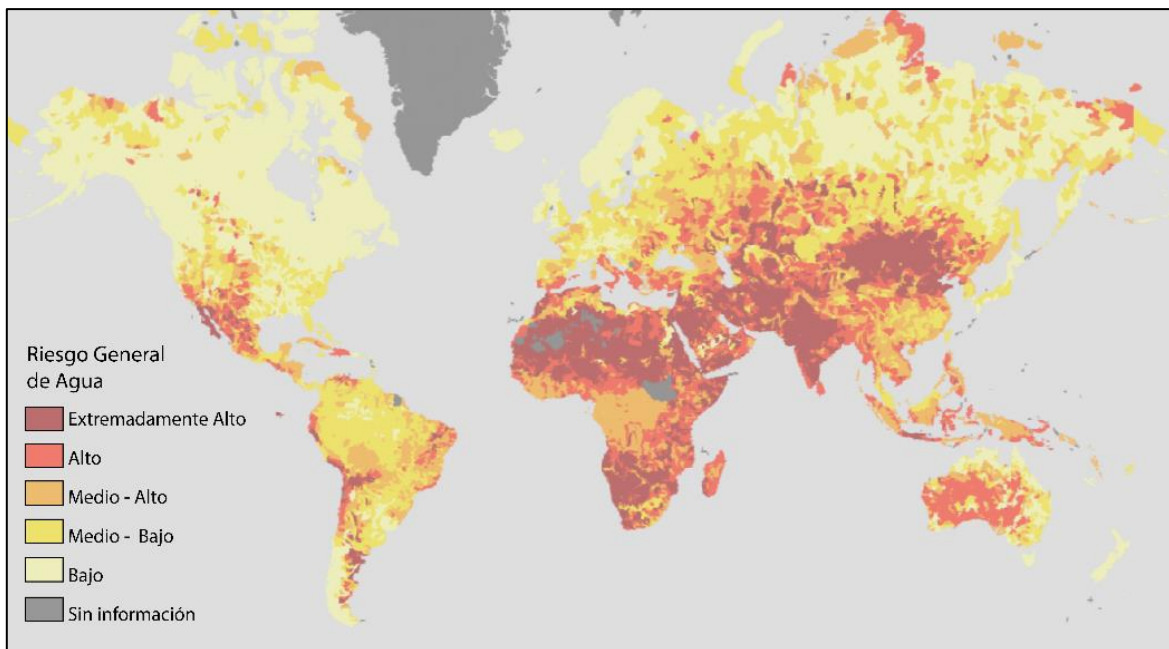 Riesgo General
de Agua
Extremadamente Alto
Alto
Medio - Alto
Medio - Bajo
Bajo
Sin información